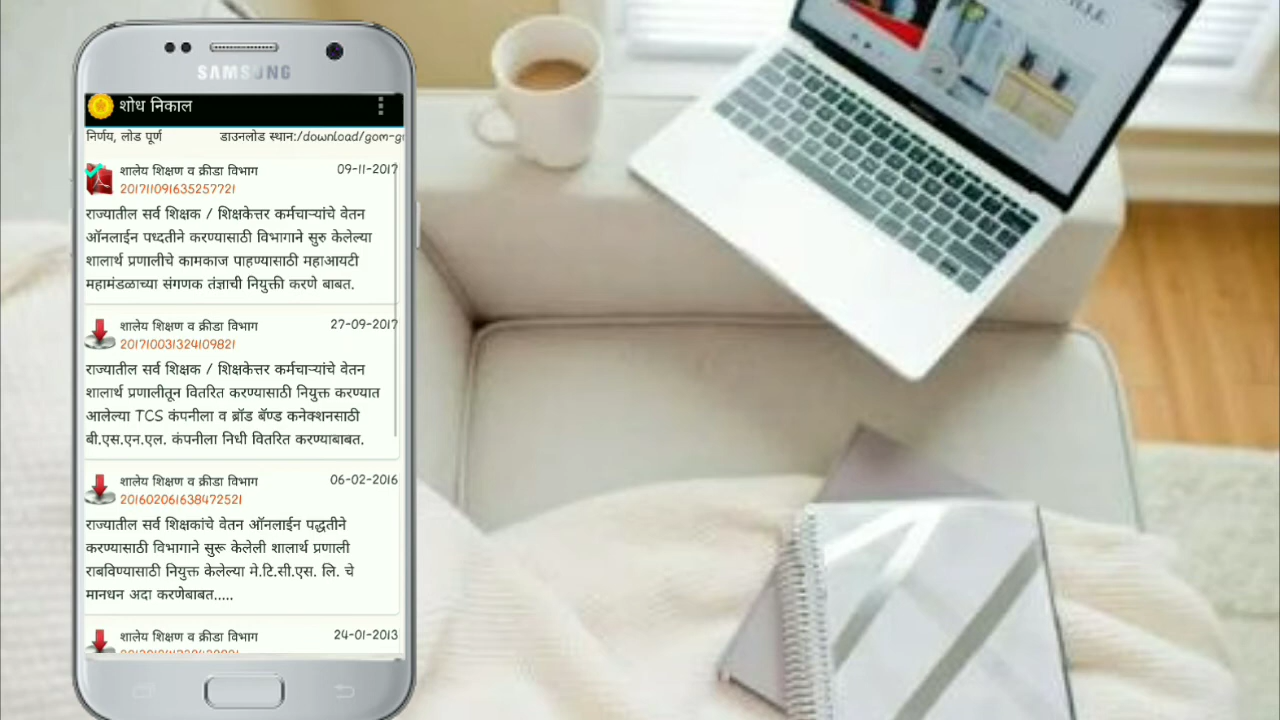 SAMSUNG
शोध निकाल
निर्णय, लोड पूर्ण डाउनलोड स्थान:/download/gom-gr
शालेय शिक्षण व क्रीडा विभाग 09-11-2017
201711091635257721
राज्यातील सर्व शिक्षक / शिक्षकेत्तर कर्मचाऱ्यांचे वेतन
ऑनलाईन पध्दतीने करण्यासाठी विभागाने सुरु केलेल्या
शालार्थ प्रणालीचे कामकाज पाहण्यासाठी महाआयटी
महामंडळाच्या संगणक तंज्ञाची नियुक्ती करणे बाबत.
शालेय शिक्षण व क्रीडा विभाग 27-09-2017
201710031324109821
राज्यातील सर्व शिक्षक / शिक्षकेत्तर कर्मचाऱ्यांचे वेतन
शालार्थ प्रणालीतून वितरित करण्यासाठी नियुक्त करण्यात
आलेल्या TCS कंपनीला व ब्रॉड बॅण्ड कनेक्शनसाठी
बी.एस.एन.एल. कंपनीला निधी वितरित करण्याबाबत.
शालेय शिक्षण व क्रीडा विभाग 06-02-2016
201602061638472521
राज्यातील सर्व शिक्षकांचे वेतन ऑनलाईन पद्धतीने
करण्यासाठी विभागाने सुरू केलेली शालार्थ प्रणाली
राबविण्यासाठी नियुक्त केलेल्या मे.टि.सी.एस. लि. चे
मानधन अदा करणेबाबत.....
शालेय शिक्षण व क्रीडा विभाग 24-01-2013